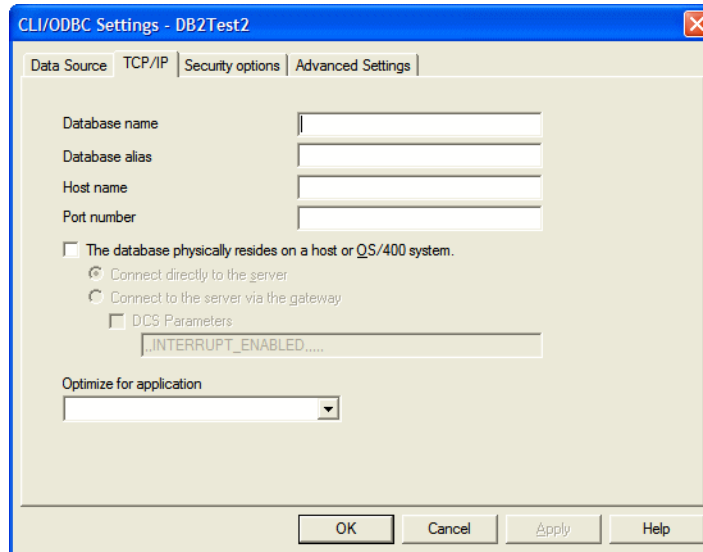 CLI/ODBC Settings - DB2Test2
Data Source TCP/IP Security options Advanced Settings
Database name
Database alias
Host name
Port number
The database physically resides on a host or OS/400 system.
Connect directly to the server
Connect to the server via the gateway
DCS Parameters
,,INTERRUPT_ENABLED,,,,,
Optimize for application
OK Cancel Apply Help